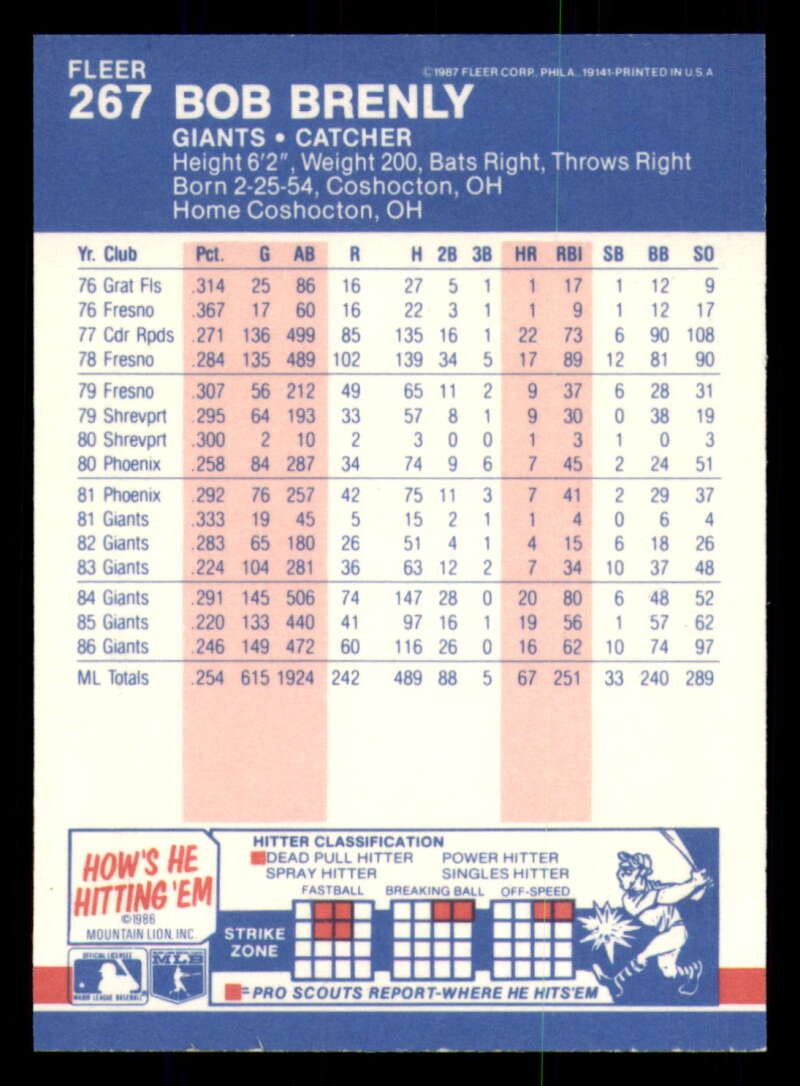 FLEER
©1987 FLEER CORP. PHILA. 19141-PRINTED IN U.S.A
267 BOB BRENLY
GIANTS • CATCHER
Height 6'2", Weight 200, Bats Right, Throws Right
Born 2-25-54, Coshocton, OH
Home Coshocton, OH
Yr. Club Pct. G AB R H 2B 3B HR RBI SB BB SO
76 Grat Fls .314 25 86 16 27 5 1 1 17 1 12 9
76 Fresno .367 17 60 16 22 3 1 1 9 1 12 17
77 Cdr Rpds .271 136 499 85 135 16 1 22 73 6 90 108
78 Fresno .284 135 489 102 139 34 5 17 89 12 81 90
79 Fresno .307 56 212 49 65 11 2 9 37 6 28 31
79 Shrevprt .295 64 193 33 57 8 1 9 30 0 38 19
80 Shrevprt .300 2 10 2 3 0 0 1 3 1 0 3
80 Phoenix .258 84 287 34 74 9 6 7 45 2 24 51
81 Phoenix .292 76 257 42 75 11 3 7 41 2 29 37
81 Giants .333 19 45 5 15 2 1 1 4 0 6 4
82 Giants .283 65 180 26 51 4 1 4 15 6 18 26
83 Giants .224 104 281 36 63 12 2 7 34 10 37 48
84 Giants .291 145 506 74 147 28 0 20 80 6 48 52
85 Giants .220 133 440 41 97 16 1 19 56 1 57 62
86 Giants .246 149 472 60 116 26 0 16 62 10 74 97
ML Totals .254 615 1924 242 489 88 5 67 251 33 240 289
HOW'S HE
HITTING 'EM
©1986
MOUNTAIN LION, INC
OFFICIAL LICENSEE
MAJOR LEAGUE BASEBALL
MLB
HITTER CLASSIFICATION
DEAD PULL HITTER POWER HITTER
SPRAY HITTER SINGLES HITTER
FASTBALL BREAKING BALL OFF-SPEED
STRIKE
ZONE
=PRO SCOUTS REPORT-WHERE HE HITS'EM